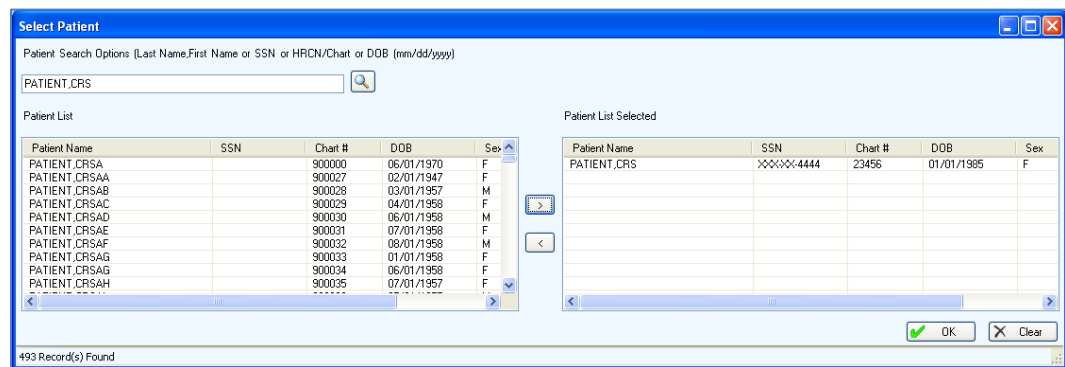 Select Patient
Patient Search Options (Last Name,First Name or SSN or HRCN/Chart or DOB (mm/dd/yyyy)
PATIENT,CRS
Patient List
Patient Name SSN Chart # DOB Sex
PATIENT,CRSA 900000 06/01/1970 F
PATIENT,CRSAA 900027 02/01/1947 F
PATIENT,CRSAB 900028 03/01/1957 M
PATIENT,CRSAC 900029 04/01/1958 F
PATIENT,CRSAD 900030 06/01/1958 M
PATIENT,CRSAE 900031 07/01/1958 F
PATIENT,CRSAF 900032 08/01/1958 M
PATIENT,CRSAG 900033 01/01/1958 F
PATIENT,CRSAG 900034 06/01/1958 F
PATIENT,CRSAH 900035 07/01/1957 F
>
<
Patient List Selected
Patient Name SSN Chart # DOB Sex
PATIENT,CRS XXX-XX-4444 23456 01/01/1985 F
OK Clear
493 Record(s) Found